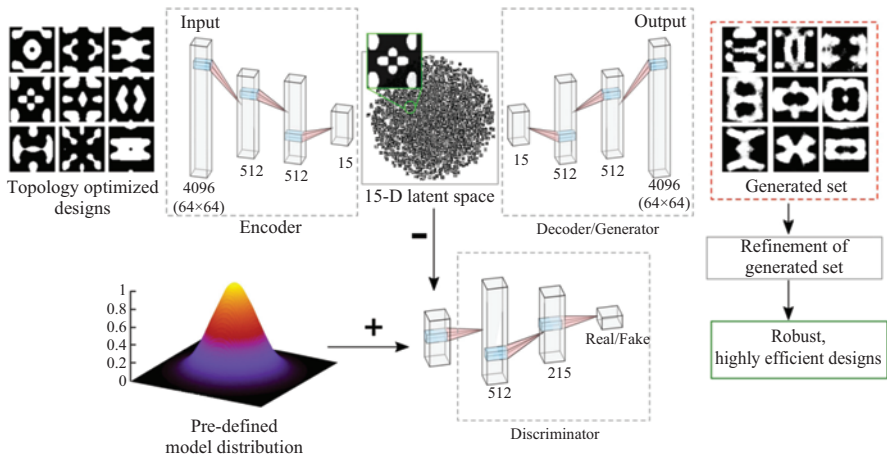 Topology optimized
designs
Input
4096
(64×64)
512
512
15
Encoder
15-D latent space
Output
15
512
512
4096
(64×64)
Decoder/Generator
Generated set
Refinement of
generated set
Robust,
highly efficient designs
1
0.8
0.6
0.4
0.2
0
Pre-defined
model distribution
+
−
512
215
Real/Fake
Discriminator